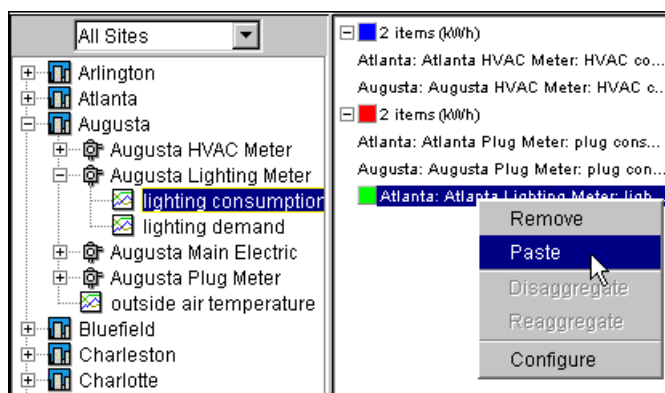 All Sites
Arlington
Atlanta
Augusta
Augusta HVAC Meter
Augusta Lighting Meter
lighting consumption
lighting demand
Augusta Main Electric
Augusta Plug Meter
outside air temperature
Bluefield
Charleston
Charlotte
2 items (kWh)
Atlanta: Atlanta HVAC Meter: HVAC co...
Augusta: Augusta HVAC Meter: HVAC c...
2 items (kWh)
Atlanta: Atlanta Plug Meter: plug cons...
Augusta: Augusta Plug Meter: plug con...
Atlanta: Atlanta Lighting Meter: ligh...
Remove
Paste
Disaggregate
Reaggregate
Configure